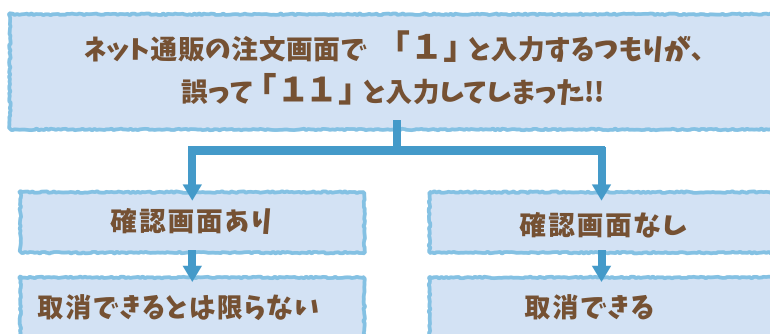 ネット通販の注文画面で 「1」と入力するつもりが、
誤って「11」と入力してしまった!!
確認画面あり
確認画面なし
取消できるとは限らない
取消できる